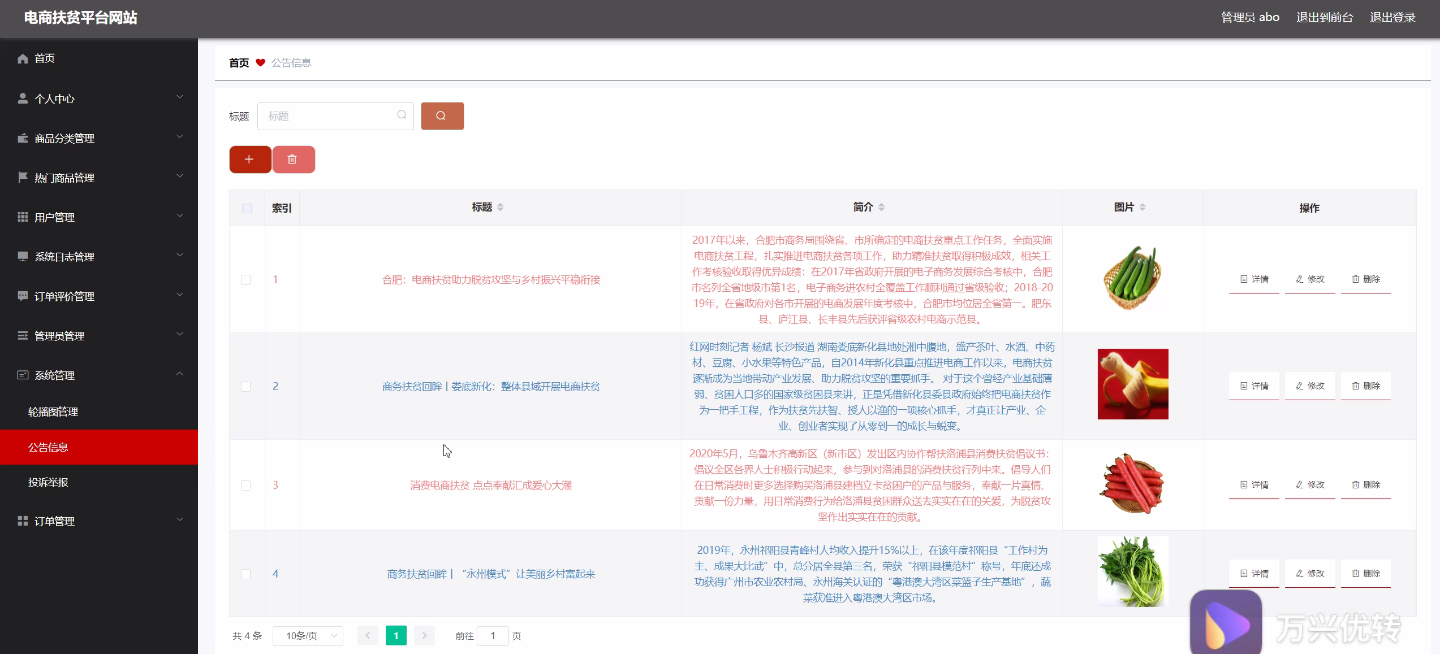 电商扶贫平台网站
管理员 abo
退出到前台
退出登录
首页
个人中心
商品分类管理
热门商品管理
用户管理
系统日志管理
订单评价管理
管理员管理
系统管理
轮播图管理
公告信息
投诉举报
订单管理
首页 公告信息
标题 标题
索引 标题 简介 图片 操作
1
合肥：电商扶贫助力脱贫攻坚与乡村振兴平稳衔接
2017年以来，合肥市商务局围绕省、市所确定的电商扶贫重点工作任务，全面实施
电商扶贫工程，扎实推进电商扶贫各项工作，助力精准扶贫取得积极成效，相关工
作考核验收取得优异成绩：在2017年省政府开展的电子商务发展综合考核中，合肥
市名列全省地级市第1名，电子商务进农村全覆盖工作顺利通过省级验收；2018-2
019年，在省政府对各市开展的电商发展年度考核中，合肥市均位居全省第一。肥东
县、庐江县、长丰县先后获评省级农村电商示范县。
详情 修改 删除
2
商务扶贫回眸丨娄底新化：整体县域开展电商扶贫
红网时刻记者 杨斌 长沙报道 湖南娄底新化县地处湘中腹地，盛产茶叶、水酒、中药
材、豆腐、小水果等特色产品，自2014年新化县重点推进电商工作以来，电商扶贫
逐渐成为当地带动产业发展、助力脱贫攻坚的重要抓手。 对于这个曾经产业基础薄
弱、贫困人口多的国家级贫困县来讲，正是凭借新化县委县政府始终把电商扶贫作
为一把手工程，作为扶贫先扶智、授人以渔的一项核心抓手，才真正让产业、企
业、创业者实现了从零到一的成长与蜕变。
详情 修改 删除
3
消费电商扶贫 点点奉献汇成爱心大潮
2020年5月，乌鲁木齐高新区（新市区）发出区内协作帮扶洛浦县消费扶贫倡议书：
倡议全区各界人士积极行动起来，参与到对洛浦县的消费扶贫行列中来。倡导人们
在日常消费时更多选择购买洛浦县建档立卡贫困户的产品与服务，奉献一片真情、
贡献一份力量，用日常消费行为给洛浦县贫困群众送去实实在在的关爱，为脱贫攻
坚作出实实在在的贡献。
详情 修改 删除
4
商务扶贫回眸丨“永州模式”让美丽乡村富起来
2019年，永州祁阳县青峰村人均收入提升15%以上，在该年度祁阳县“工作村为
主、成果大比武”中，总分居全县第三名，荣获“祁阳县模范村”称号，年底还成
功获得广州市农业农村局、永州海关认证的“粤港澳大湾区菜篮子生产基地”，蔬
菜获准进入粤港澳大湾区市场。
详情 修改 删除
共 4 条 10条/页 1 前往 1 页
万兴优转